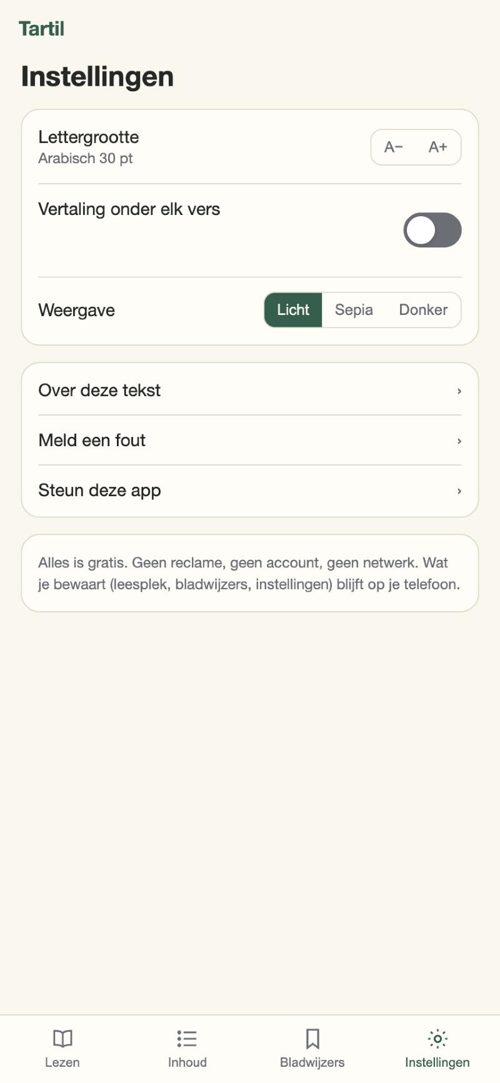 Tartil
Instellingen
Lettergrootte
Arabisch 30 pt
A− A+
Vertaling onder elk vers
Weergave
Licht Sepia Donker
Over deze tekst ›
Meld een fout ›
Steun deze app ›
Alles is gratis. Geen reclame, geen account, geen netwerk. Wat
je bewaart (leesplek, bladwijzers, instellingen) blijft op je telefoon.
Lezen Inhoud Bladwijzers Instellingen